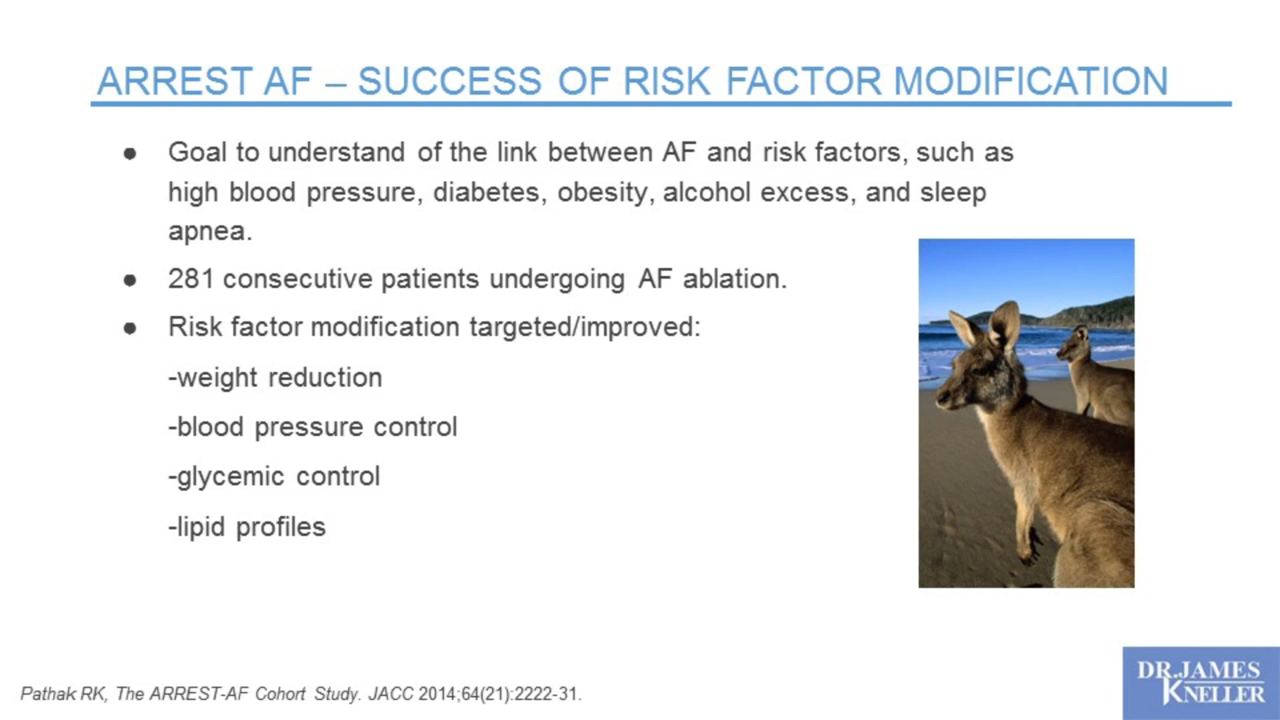 ARREST AF – SUCCESS OF RISK FACTOR MODIFICATION
● Goal to understand of the link between AF and risk factors, such as
high blood pressure, diabetes, obesity, alcohol excess, and sleep
apnea.
● 281 consecutive patients undergoing AF ablation.
● Risk factor modification targeted/improved:
-weight reduction
-blood pressure control
-glycemic control
-lipid profiles
Pathak RK, The ARREST-AF Cohort Study. JACC 2014;64(21):2222-31.
DR.JAMES
KNELLER